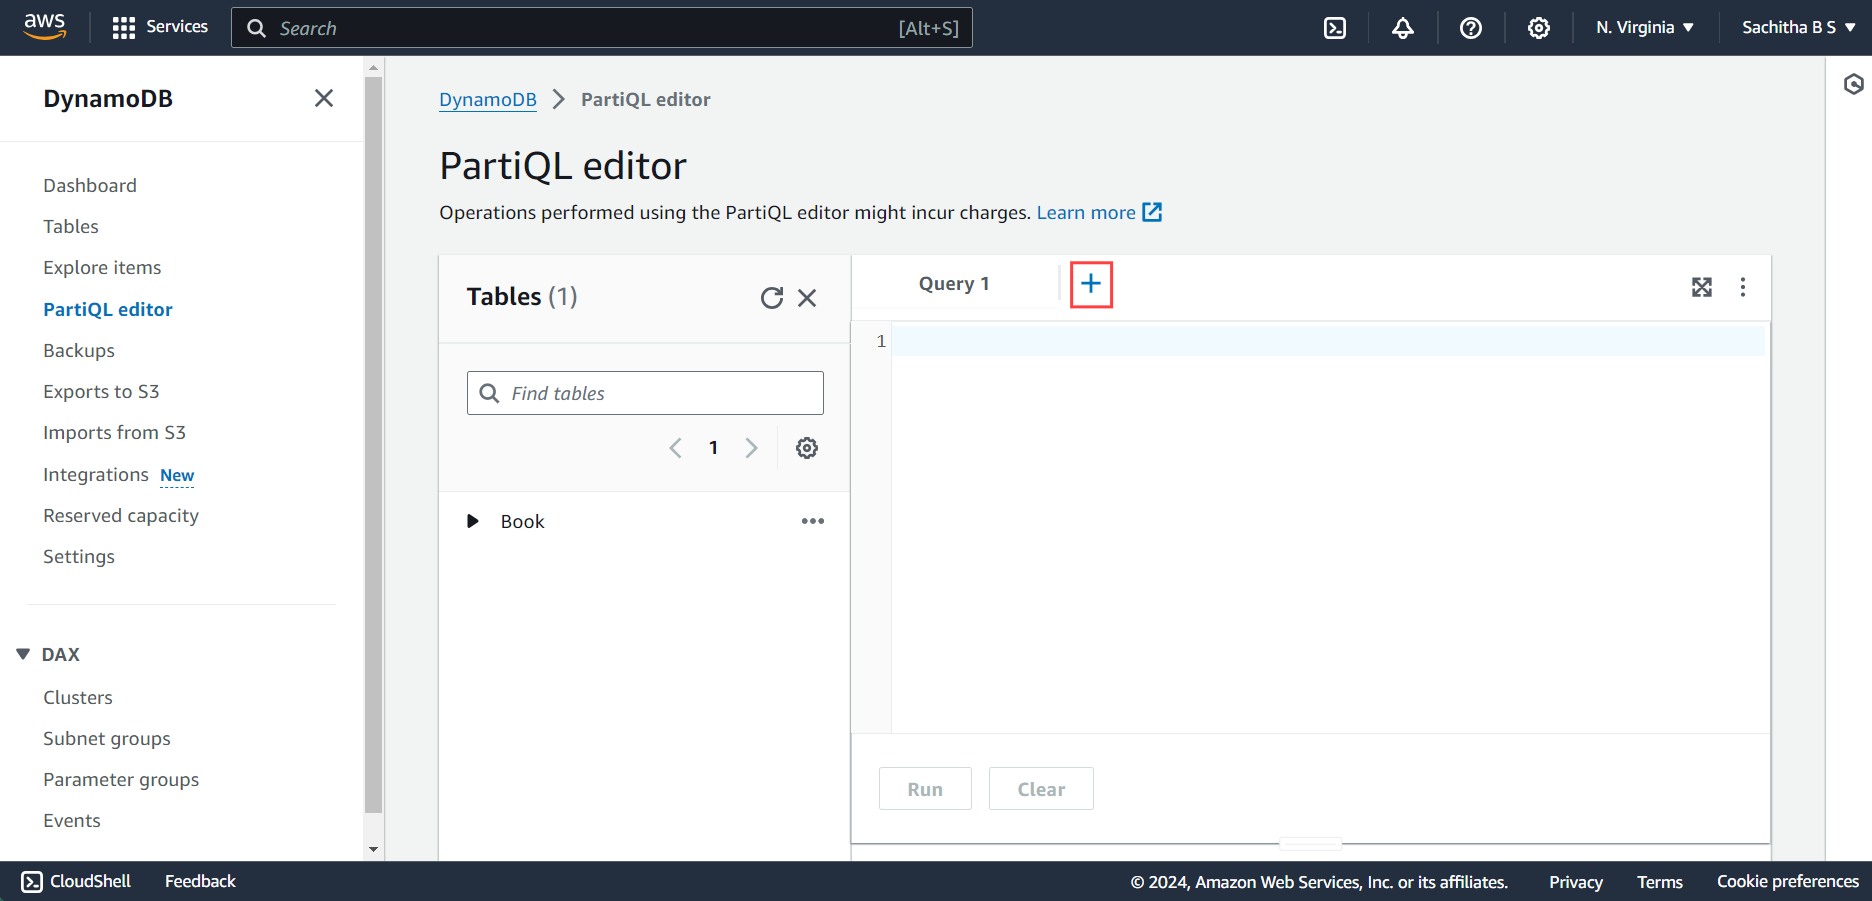 aws
Services
Search
[Alt+S]
N. Virginia
Sachitha B S
DynamoDB
Dashboard
Tables
Explore items
PartiQL editor
Backups
Exports to S3
Imports from S3
Integrations New
Reserved capacity
Settings
DAX
Clusters
Subnet groups
Parameter groups
Events
DynamoDB
PartiQL editor
PartiQL editor
Operations performed using the PartiQL editor might incur charges. Learn more
Tables (1)
Find tables
1
Book
Query 1
1
Run
Clear
CloudShell
Feedback
© 2024, Amazon Web Services, Inc. or its affiliates.
Privacy
Terms
Cookie preferences